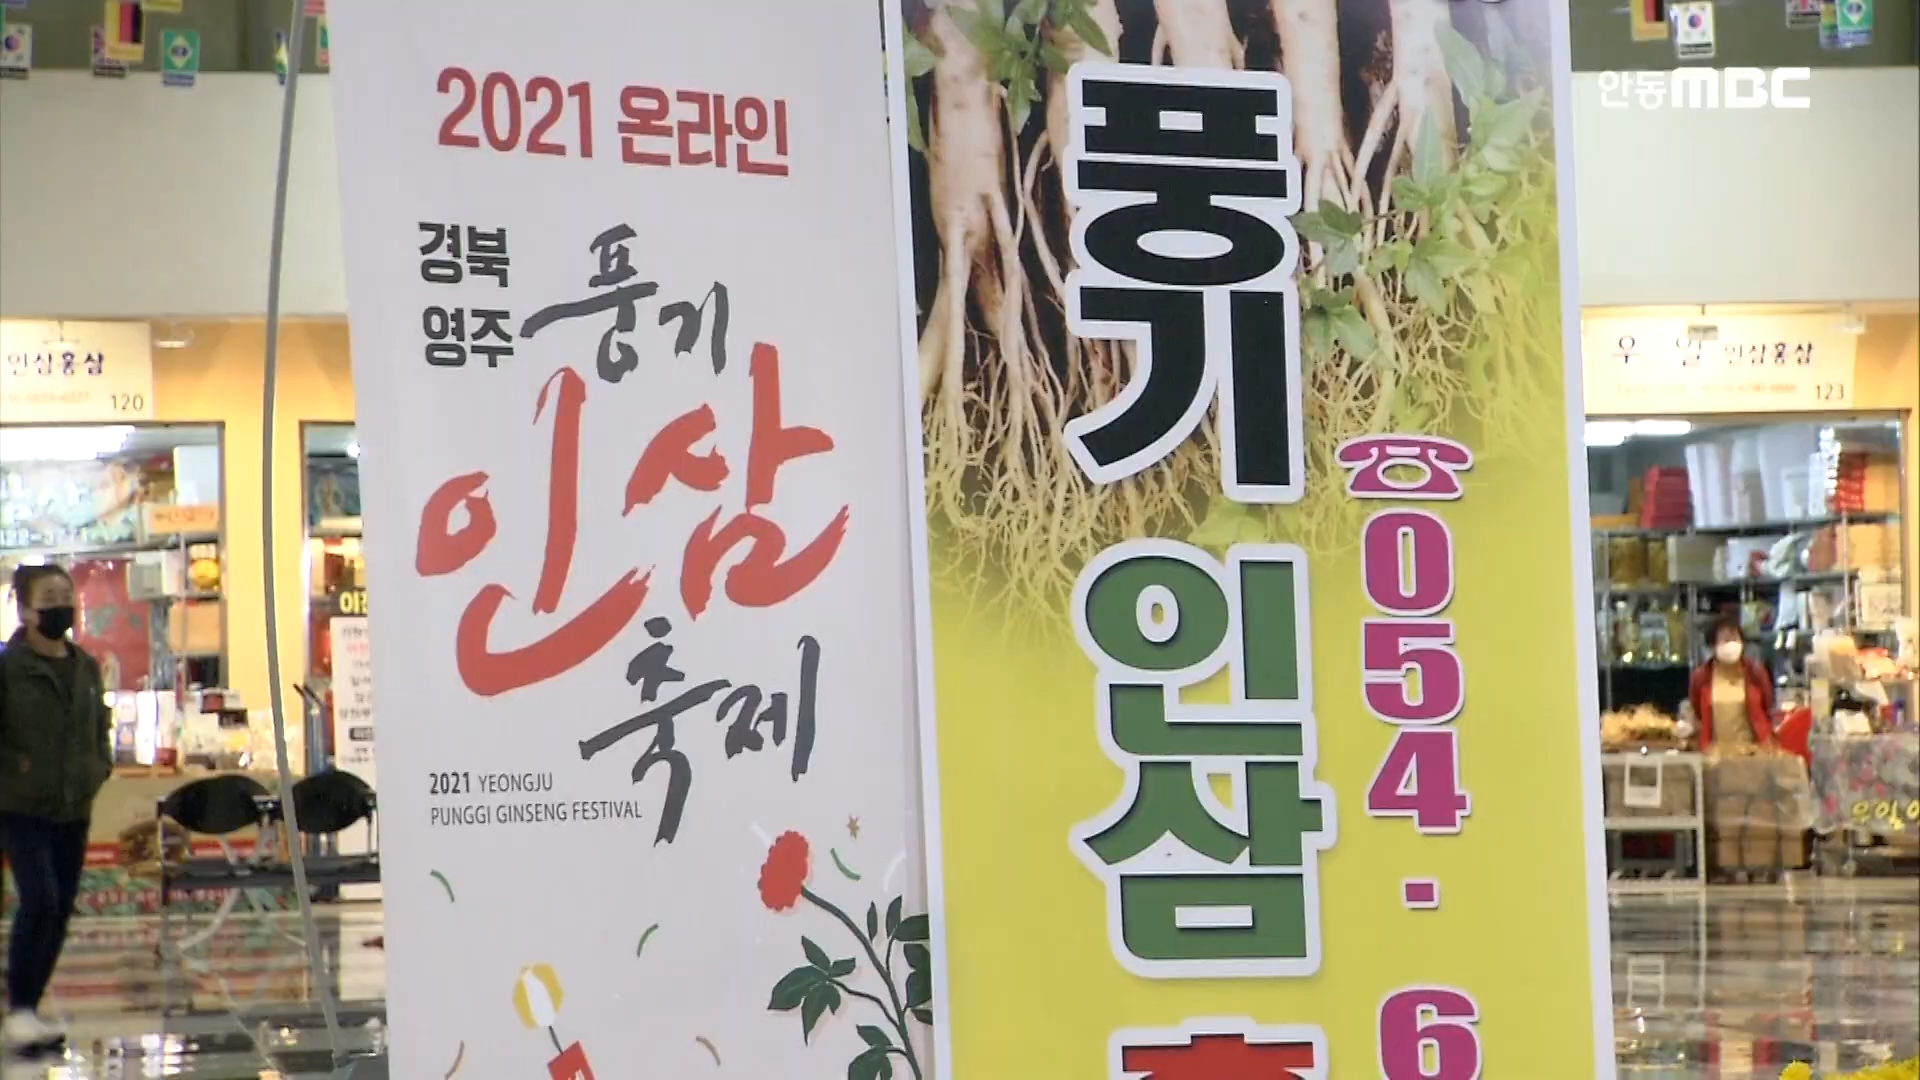 안동MBC
2021 온라인
경북
영주
풍기
인삼
축제
2021 YEONGJU
PUNGGI GINSENG FESTIVAL
풍기
인삼
☎054·6
인삼홍삼
120
우 일 인삼홍삼
123